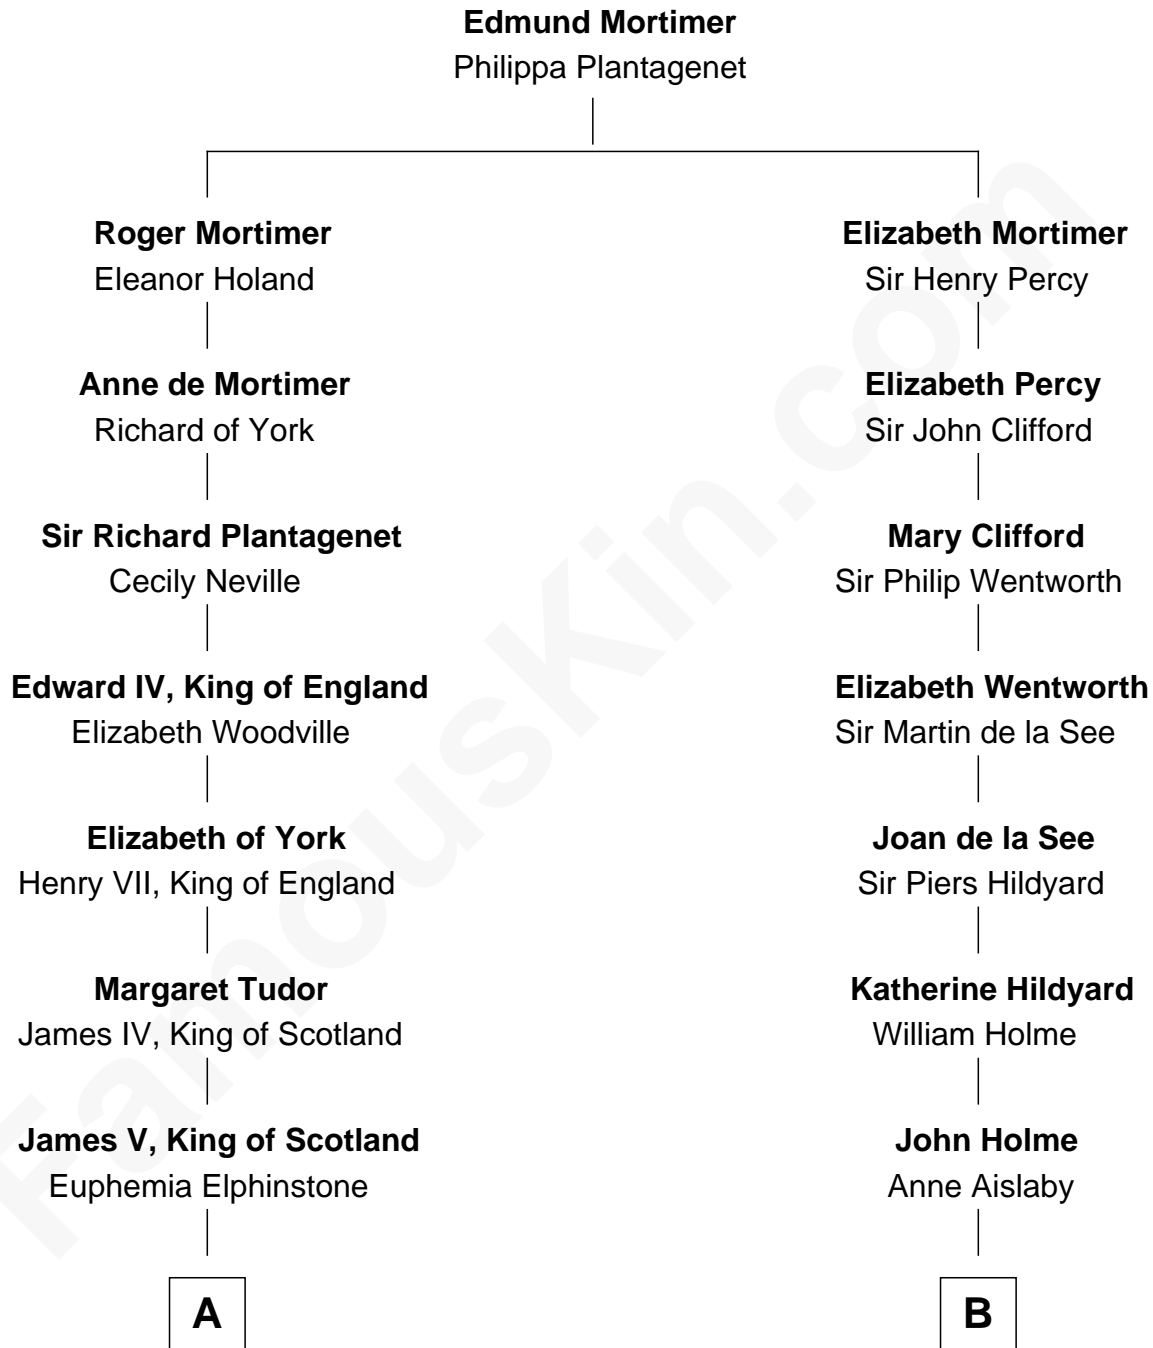 Edmund Mortimer
Philippa Plantagenet
Roger Mortimer
Eleanor Holand
Anne de Mortimer
Richard of York
Sir Richard Plantagenet
Cecily Neville
Edward IV, King of England
Elizabeth Woodville
Elizabeth of York
Henry VII, King of England
Margaret Tudor
James IV, King of Scotland
James V, King of Scotland
Euphemia Elphinstone
A
Elizabeth Mortimer
Sir Henry Percy
Elizabeth Percy
Sir John Clifford
Mary Clifford
Sir Philip Wentworth
Elizabeth Wentworth
Sir Martin de la See
Joan de la See
Sir Piers Hildyard
Katherine Hildyard
William Holme
John Holme
Anne Aislaby
B
FamousKin.com